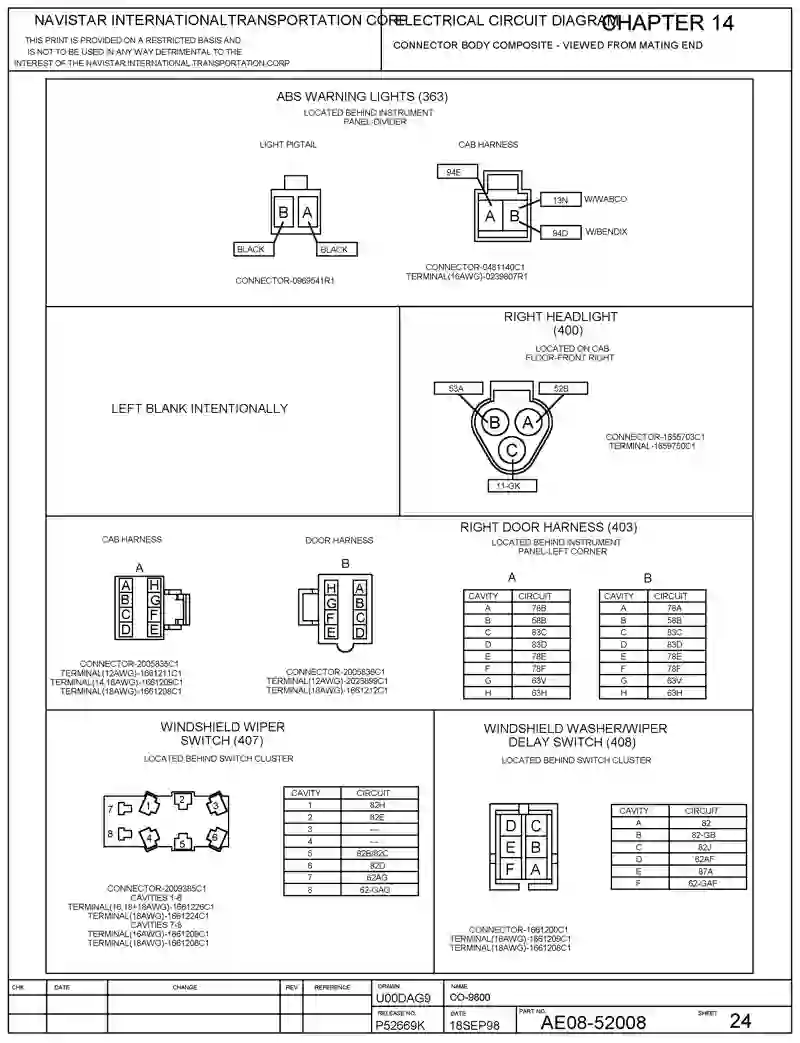 NAVISTAR INTERNATIONAL TRANSPORTATION CORP
THIS PRINT IS PROVIDED ON A RESTRICTED BASIS AND
IS NOT TO BE USED IN ANY WAY DETRIMENTAL TO THE
INTEREST OF THE NAVISTAR INTERNATIONAL TRANSPORTATION CORP
ELECTRICAL CIRCUIT DIAGRAM
CHAPTER 14
CONNECTOR BODY COMPOSITE - VIEWED FROM MATING END
ABS WARNING LIGHTS (363)
LOCATED BEHIND INSTRUMENT
PANEL-DIVIDER
LIGHT PIGTAIL
B A
BLACK BLACK
CONNECTOR-0969541R1
CAB HARNESS
94E
A B
13N W/WABCO
94D W/BENDIX
CONNECTOR-0481140C1
TERMINAL(16AWG)-0239607R1
LEFT BLANK INTENTIONALLY
RIGHT HEADLIGHT
(400)
LOCATED ON CAB
FLOOR-FRONT RIGHT
53A 52B
B A
C
11-GK
CONNECTOR-1655703C1
TERMINAL-1659760C1
RIGHT DOOR HARNESS (403)
LOCATED BEHIND INSTRUMENT
PANEL-LEFT CORNER
CAB HARNESS
A
A H
B G
C F
D E
CONNECTOR-2005835C1
TERMINAL(12AWG)-1661211C1
TERMINAL(14,16AWG)-1661209C1
TERMINAL(18AWG)-1661208C1
DOOR HARNESS
B
H A
G B
F C
E D
CONNECTOR-2005836C1
TERMINAL(12AWG)-2025899C1
TERMINAL(18AWG)-1661212C1
A
CAVITY CIRCUIT
A 78B
B 58B
C 83C
D 83D
E 78E
F 78F
G 63V
H 63H
B
CAVITY CIRCUIT
A 78A
B 58B
C 83C
D 83D
E 78E
F 78F
G 63V
H 63H
WINDSHIELD WIPER
SWITCH (407)
LOCATED BEHIND SWITCH CLUSTER
7 1 2 3
8 4 5 6
CONNECTOR-2009385C1
CAVITIES 1-6
TERMINAL(16,18+18AWG)-1661226C1
TERMINAL(18AWG)-1661224C1
CAVITIES 7-8
TERMINAL(16AWG)-1661209C1
TERMINAL(18AWG)-1661208C1
CAVITY CIRCUIT
1 82H
2 82E
3 ---
4 ---
5 82B/82C
6 82D
7 62AG
8 62-GAG
WINDSHIELD WASHER/WIPER
DELAY SWITCH (408)
LOCATED BEHIND SWITCH CLUSTER
D C
E B
F A
CONNECTOR-1661200C1
TERMINAL(16AWG)-1661209C1
TERMINAL(18AWG)-1661208C1
CAVITY CIRCUIT
A 82
B 82-GB
C 82J
D 62AF
E 87A
F 62-GAF
CHK DATE CHANGE REV REFERENCE
DRAWN
U00DAG9
NAME
CO-9800
RELEASE NO.
P52669K
DATE
18SEP98
PART NO.
AE08-52008
SHEET 24